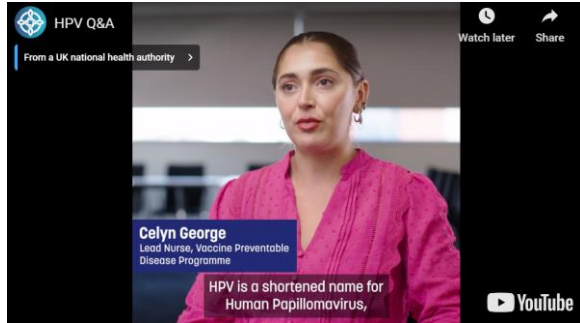 HPV Q&A
Watch later
Share
From a UK national health authority
Celyn George
Lead Nurse, Vaccine Preventable
Disease Programme
HPV is a shortened name for
Human Papillomavirus,
YouTube